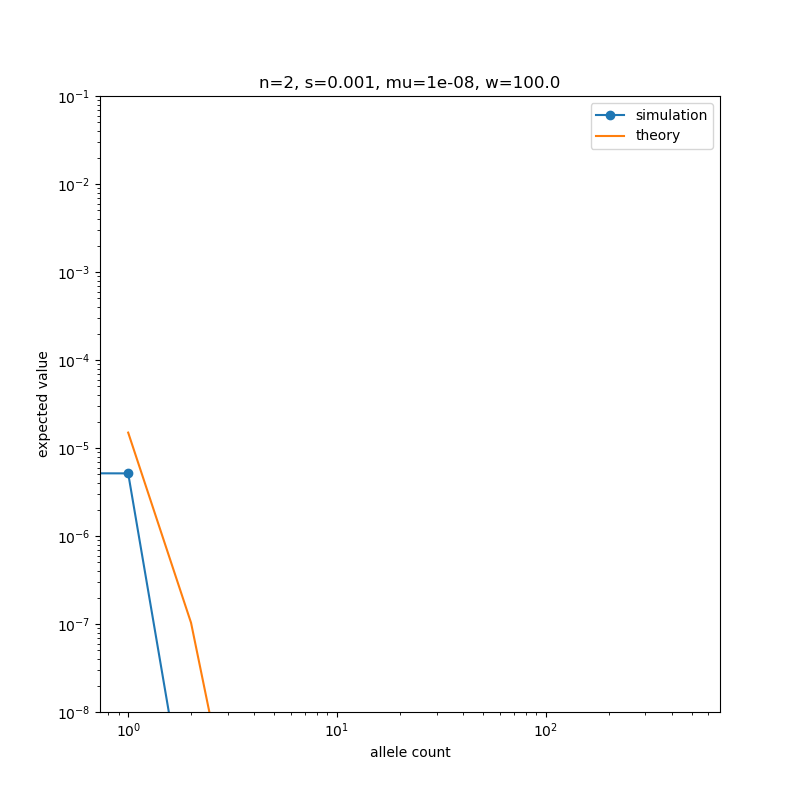 n=2, s=0.001, mu=1e-08, w=100.0
simulation
theory
10⁻¹
10⁻²
10⁻³
10⁻⁴
10⁻⁵
10⁻⁶
10⁻⁷
10⁻⁸
expected value
10⁰
10¹
10²
allele count